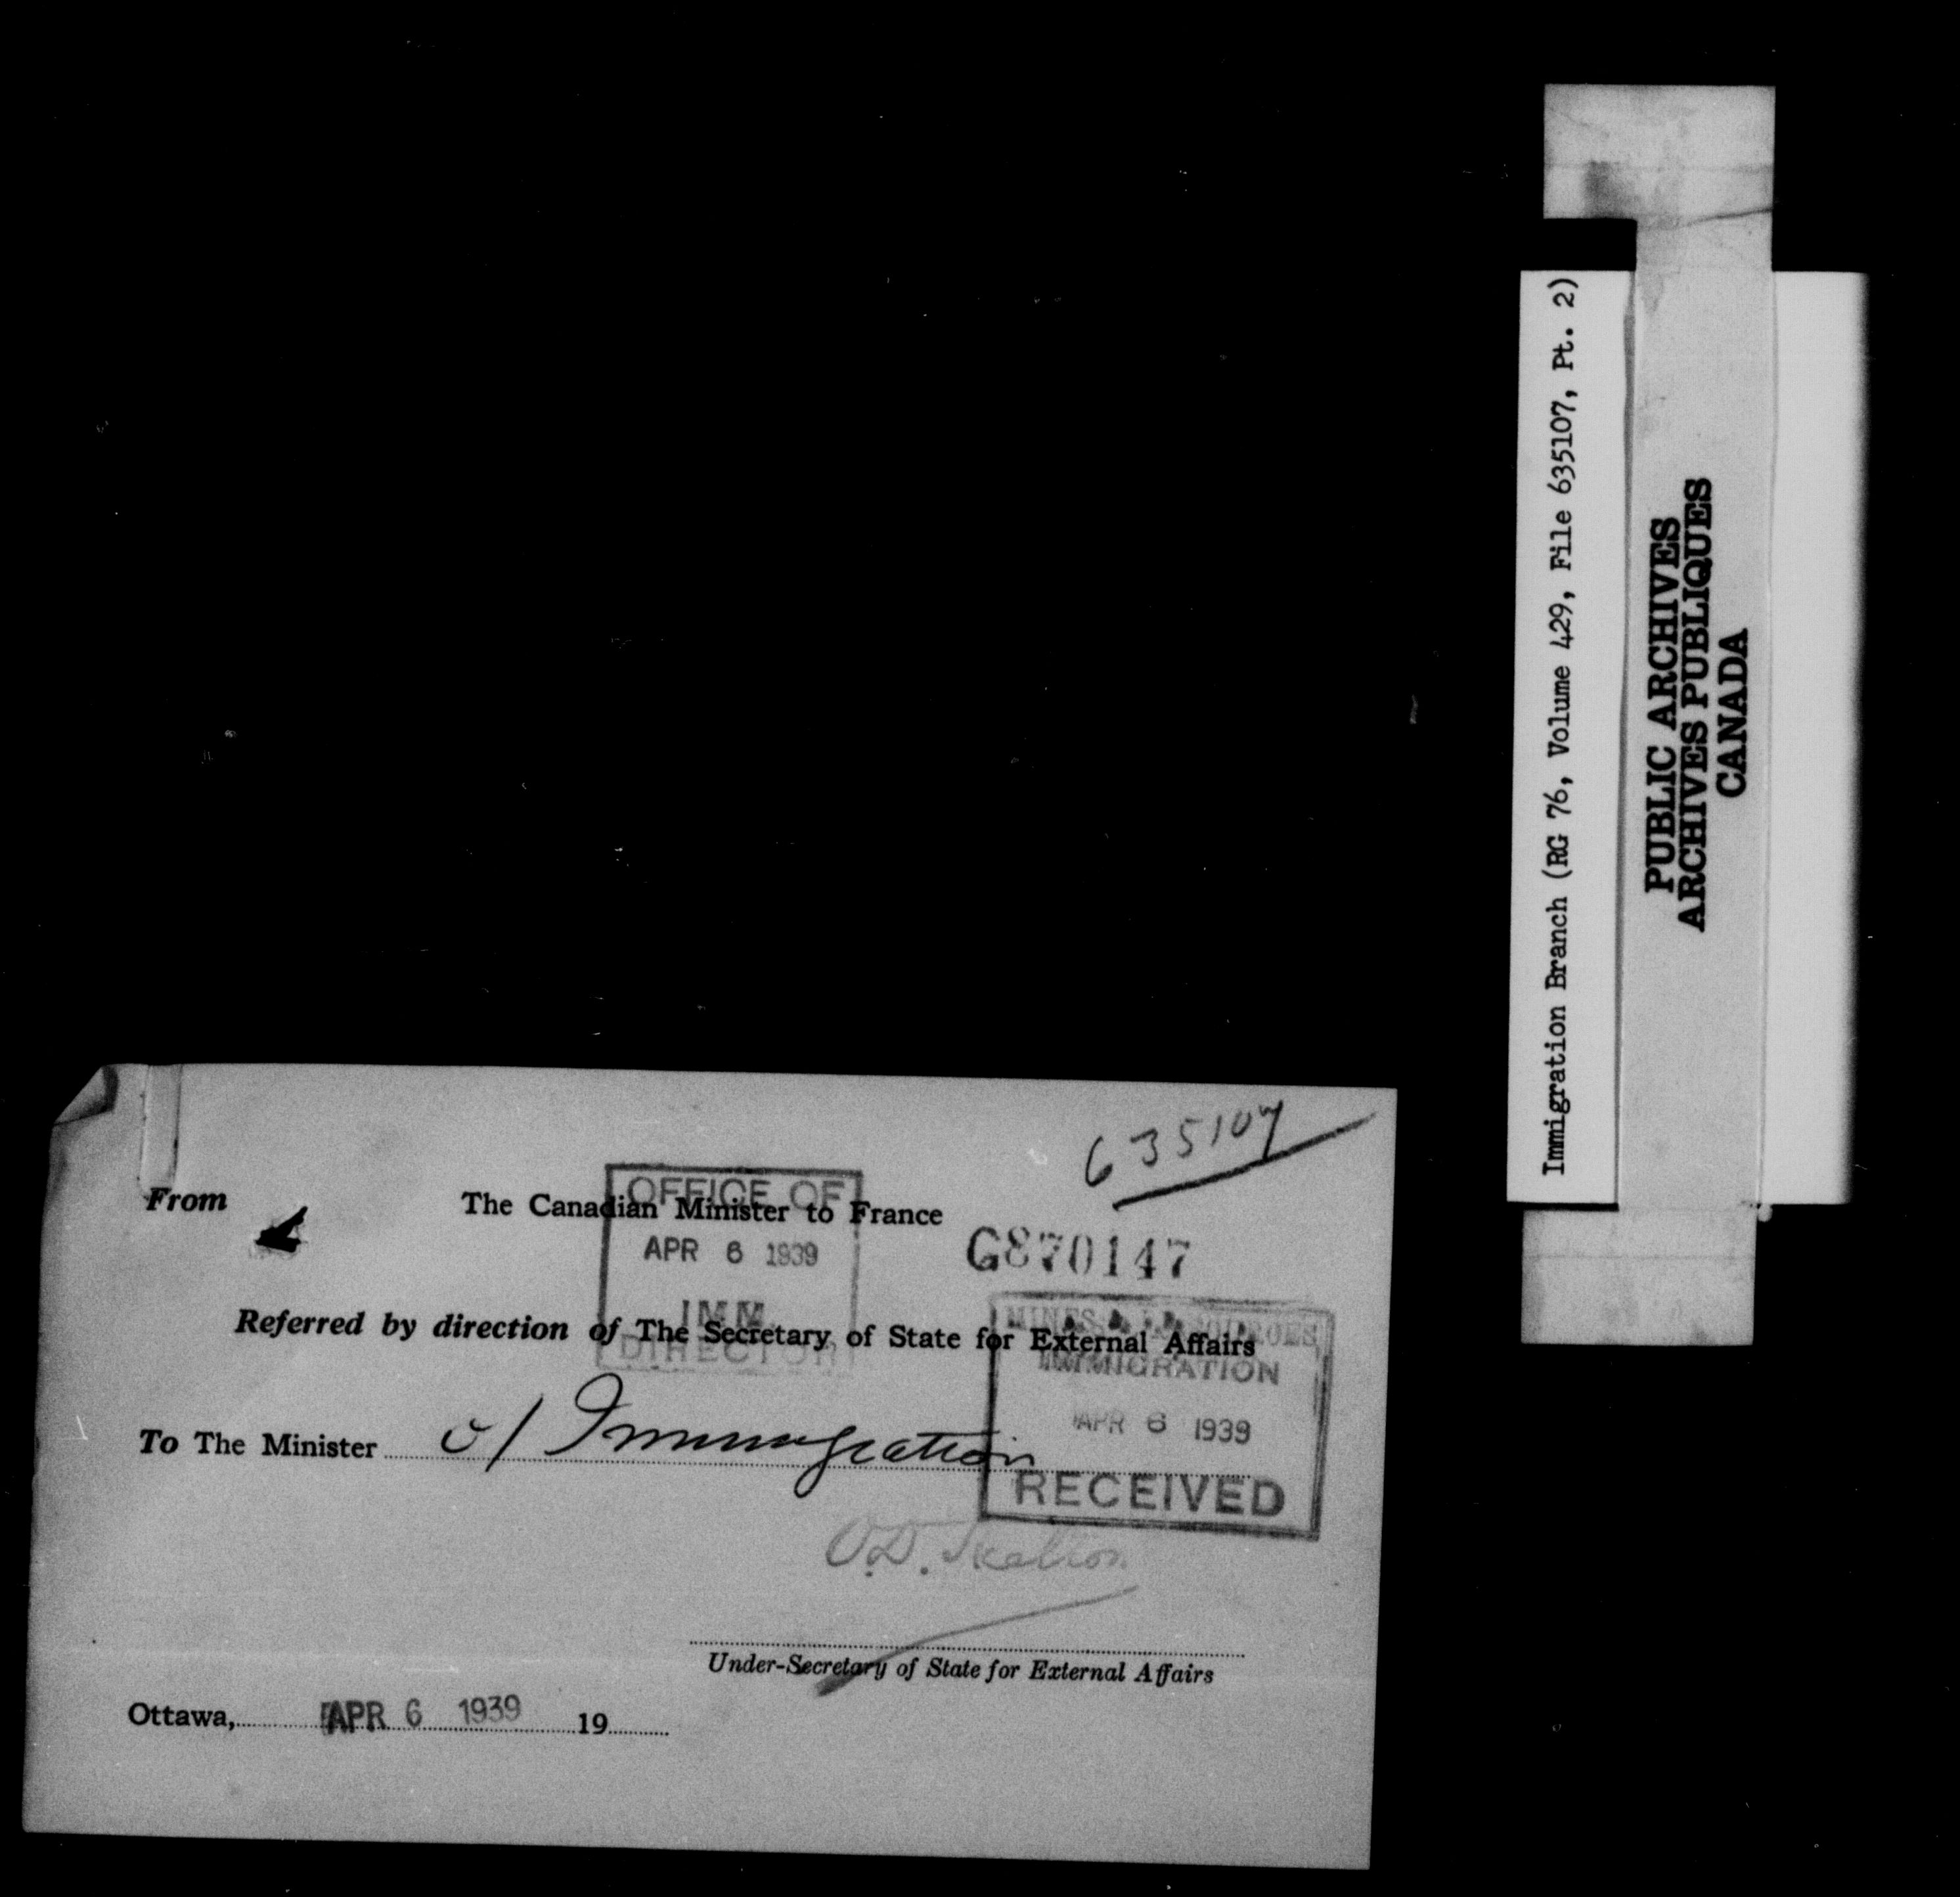 635107
From The Canadian Minister to France
OFFICE OF
APR 6 1939
IMM.
DIRECTOR
G870147
Referred by direction of The Secretary of State for External Affairs
MINES & RESOURCES
IMMIGRATION
APR 6 1939
RECEIVED
To The Minister of Immigration
O.D. Skelton
Under-Secretary of State for External Affairs
Ottawa, APR 6 1939 19
Immigration Branch (RG 76, Volume 429, File 635107, Pt. 2)
PUBLIC ARCHIVES
ARCHIVES PUBLIQUES
CANADA